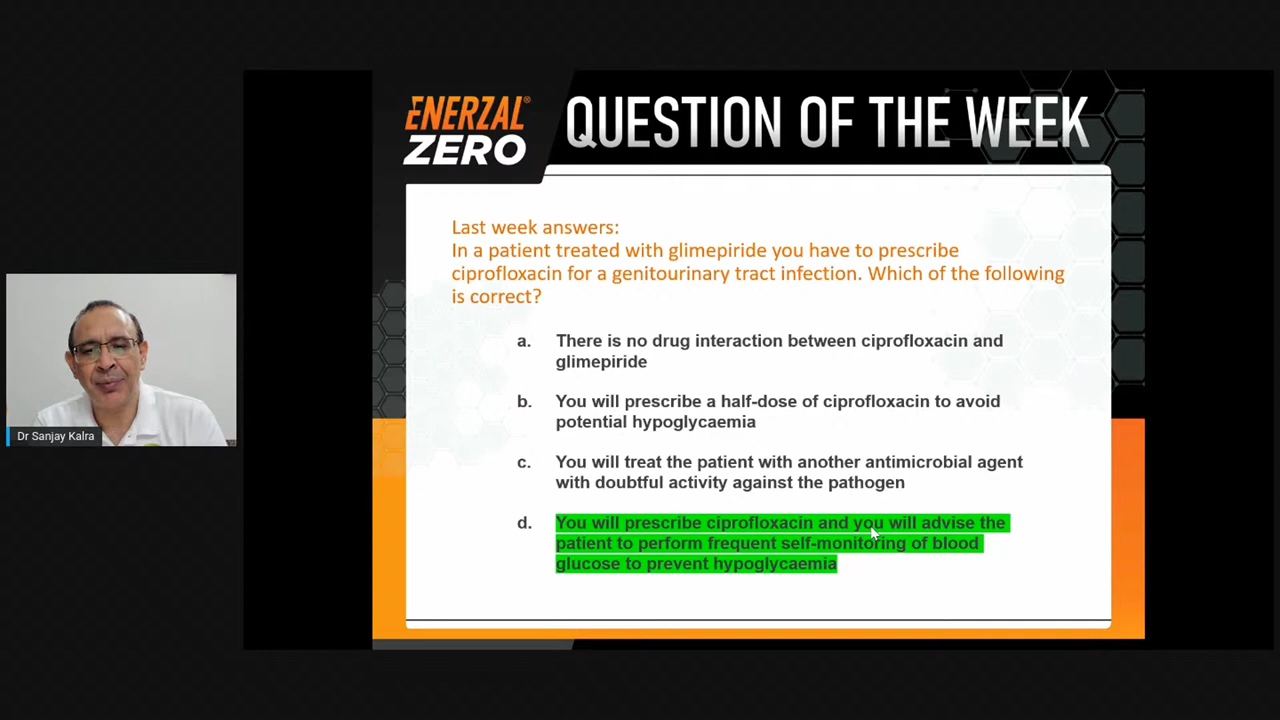 ENERZAL®
ZERO
QUESTION OF THE WEEK
Last week answers:
In a patient treated with glimepiride you have to prescribe
ciprofloxacin for a genitourinary tract infection. Which of the following
is correct?
a. There is no drug interaction between ciprofloxacin and
glimepiride
b. You will prescribe a half-dose of ciprofloxacin to avoid
potential hypoglycaemia
c. You will treat the patient with another antimicrobial agent
with doubtful activity against the pathogen
d. You will prescribe ciprofloxacin and you will advise the
patient to perform frequent self-monitoring of blood
glucose to prevent hypoglycaemia
Dr Sanjay Kalra